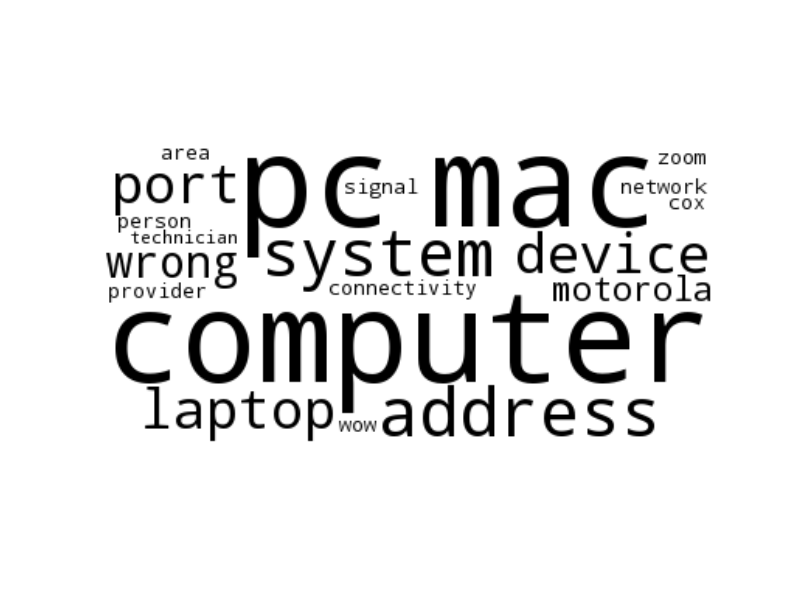 area
zoom
port
pc
signal
mac
network
cox
person
technician
wrong
system
device
provider
connectivity
motorola
computer
laptop
wow
address